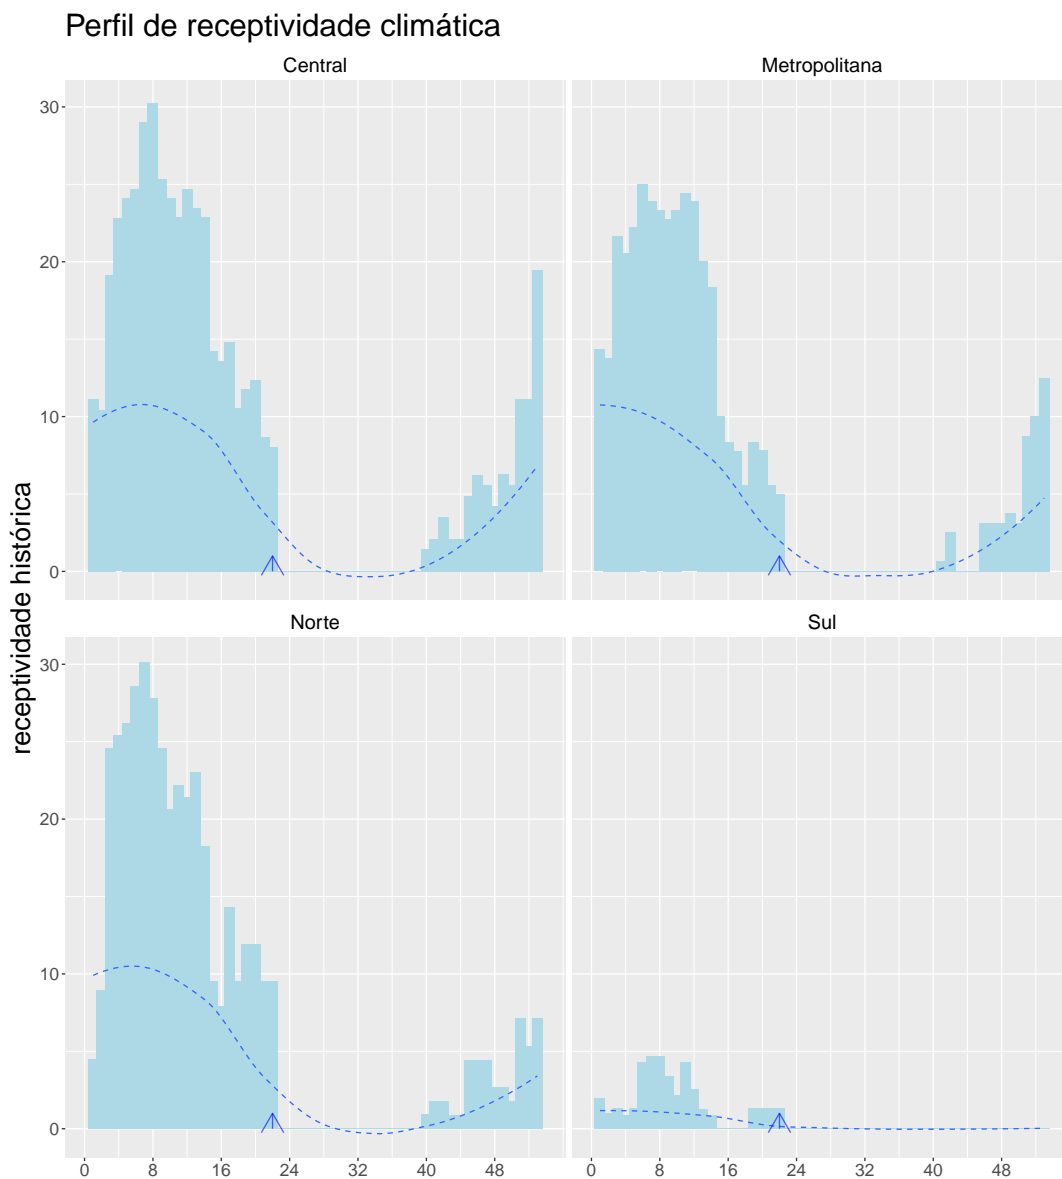 Perfil de receptividade climática
Central
Metropolitana
30
20
10
0
receptividade histórica
Norte
Sul
30
20
10
0
0 8 16 24 32 40 48
0 8 16 24 32 40 48